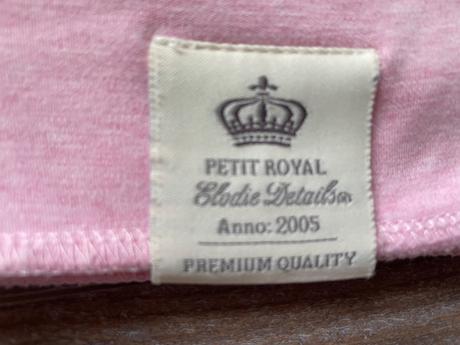 PETIT ROYAL
Elodie Details®
Anno: 2005
PREMIUM QUALITY